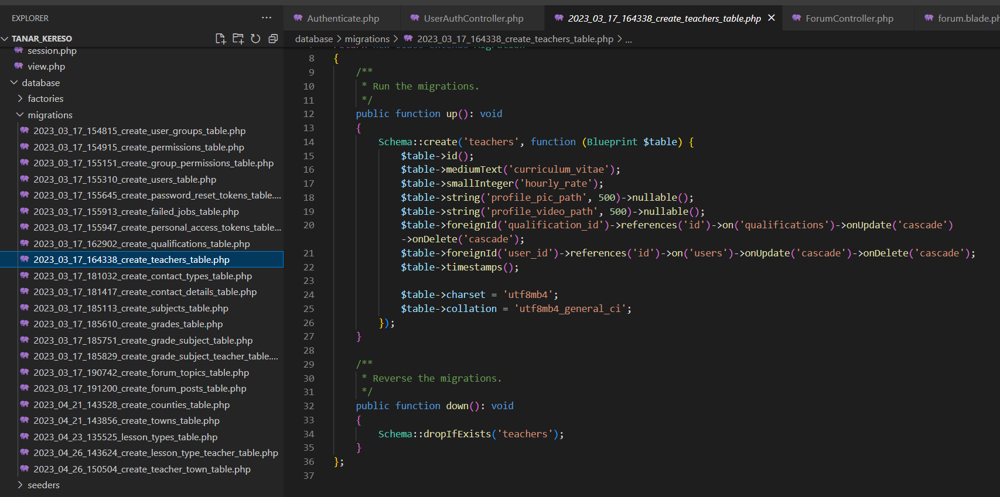 EXPLORER
TANAR_KERESO
session.php
view.php
database
factories
migrations
2023_03_17_154815_create_user_groups_table.php
2023_03_17_154915_create_permissions_table.php
2023_03_17_155151_create_group_permissions_table.php
2023_03_17_155310_create_users_table.php
2023_03_17_155645_create_password_reset_tokens_table....
2023_03_17_155913_create_failed_jobs_table.php
2023_03_17_155947_create_personal_access_tokens_table...
2023_03_17_162902_create_qualifications_table.php
2023_03_17_164338_create_teachers_table.php
2023_03_17_181032_create_contact_types_table.php
2023_03_17_181417_create_contact_details_table.php
2023_03_17_185113_create_subjects_table.php
2023_03_17_185610_create_grades_table.php
2023_03_17_185751_create_grade_subject_table.php
2023_03_17_185829_create_grade_subject_teacher_table....
2023_03_17_190742_create_forum_topics_table.php
2023_03_17_191200_create_forum_posts_table.php
2023_04_21_143528_create_counties_table.php
2023_04_21_143856_create_towns_table.php
2023_04_23_135525_lesson_types_table.php
2023_04_26_143624_create_lesson_type_teacher_table.php
2023_04_26_150504_create_teacher_town_table.php
seeders
Authenticate.php UserAuthController.php 2023_03_17_164338_create_teachers_table.php ForumController.php forum.blade.ph
database > migrations > 2023_03_17_164338_create_teachers_table.php > ...
return new class extends Migration
8 {
9 /**
10 * Run the migrations.
11 */
12 public function up(): void
13 {
14 Schema::create('teachers', function (Blueprint $table) {
15 $table->id();
16 $table->mediumText('curriculum_vitae');
17 $table->smallInteger('hourly_rate');
18 $table->string('profile_pic_path', 500)->nullable();
19 $table->string('profile_video_path', 500)->nullable();
20 $table->foreignId('qualification_id')->references('id')->on('qualifications')->onUpdate('cascade')
->onDelete('cascade');
21 $table->foreignId('user_id')->references('id')->on('users')->onUpdate('cascade')->onDelete('cascade');
22 $table->timestamps();
23
24 $table->charset = 'utf8mb4';
25 $table->collation = 'utf8mb4_general_ci';
26 });
27 }
28
29 /**
30 * Reverse the migrations.
31 */
32 public function down(): void
33 {
34 Schema::dropIfExists('teachers');
35 }
36 };
37